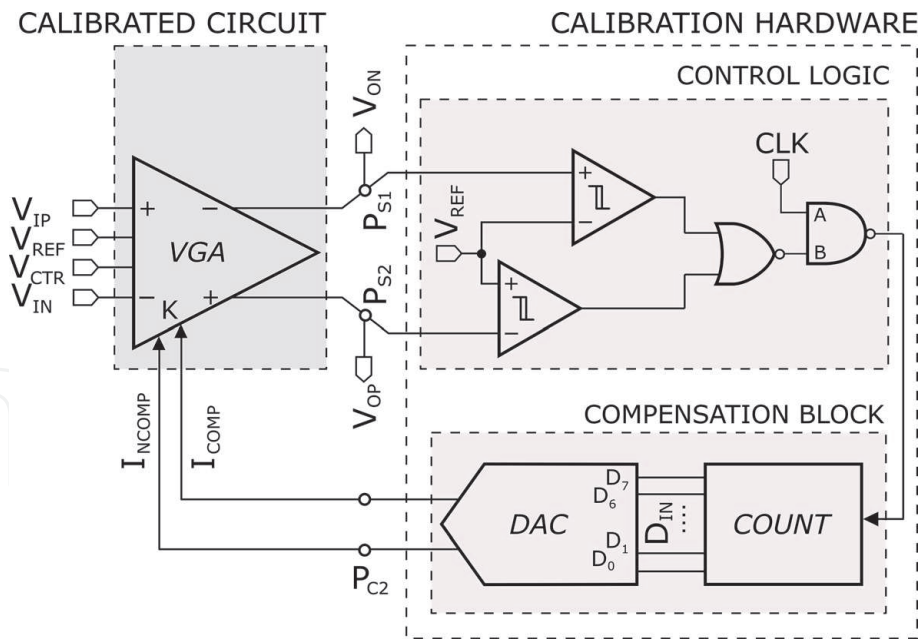 CALIBRATED CIRCUIT
CALIBRATION HARDWARE
CONTROL LOGIC
V_ON
CLK
P_S1
V_REF
A
B
V_IP
V_REF
V_CTR
V_IN
+
−
VGA
−
+
K
+
−
+
−
P_S2
V_OP
I_NCOMP
I_COMP
COMPENSATION BLOCK
DAC
D_7
D_6
D_1
D_0
D_IN
....
COUNT
P_C2